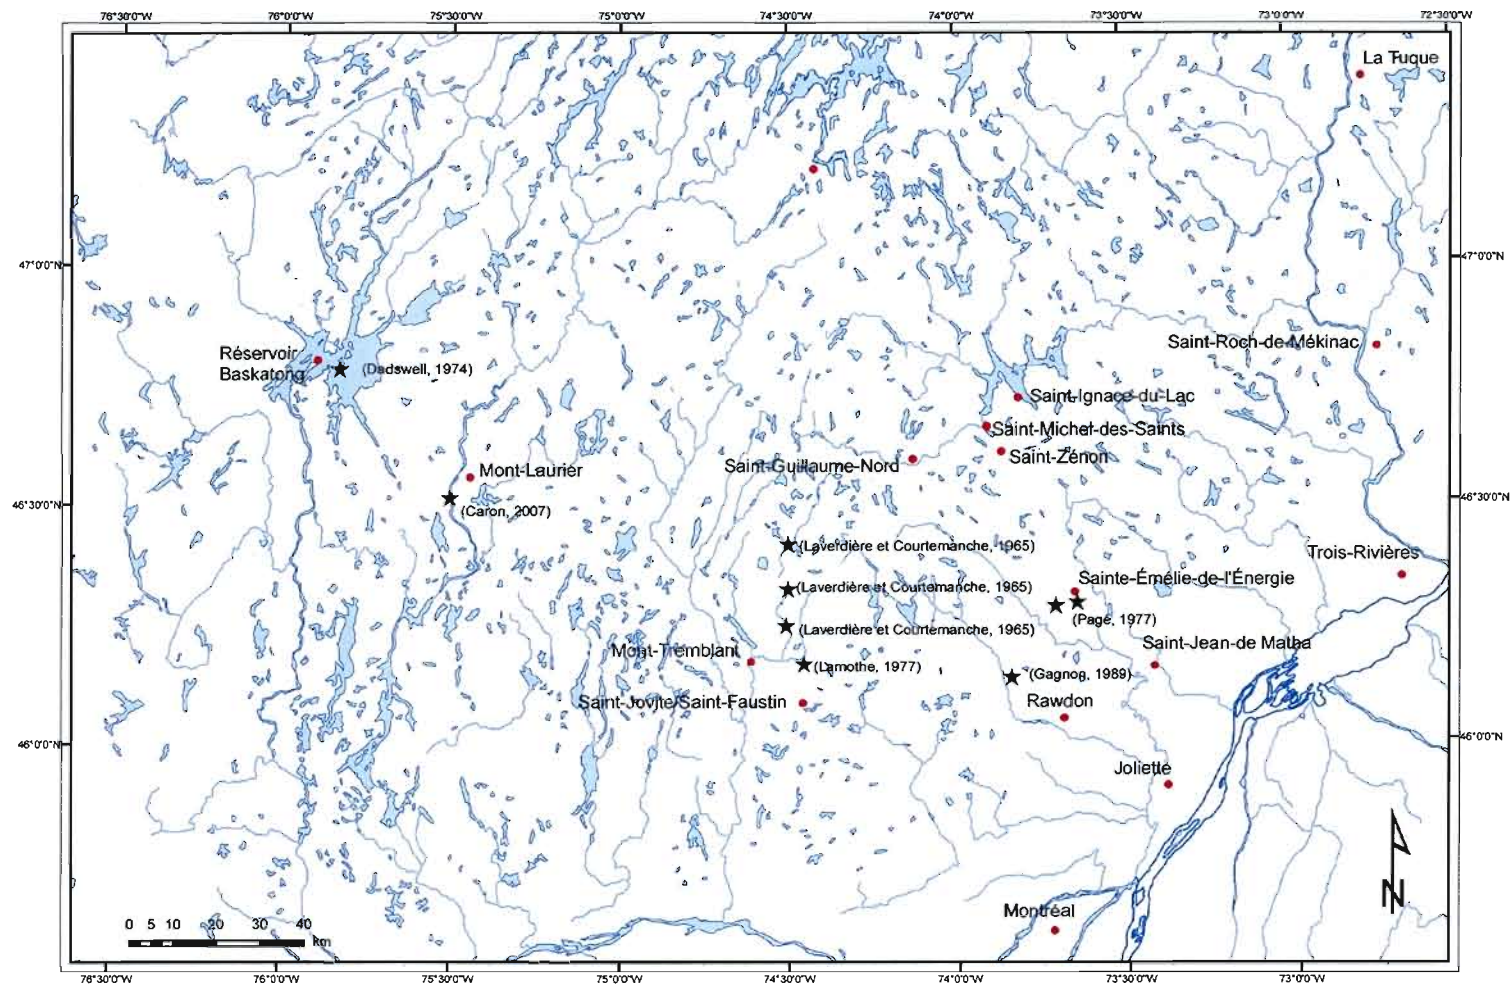 76°30'0"W 76°0'0"W 75°30'0"W 75°0'0"W 74°30'0"W 74°0'0"W 73°30'0"W 73°0'0"W 72°30'0"W
La Tuque
47°0'0"N 47°0'0"N
Saint-Roch-de-Mékinac
Réservoir
Baskatong
(Dadswell, 1974)
Saint-Ignace-du-Lac
Saint-Michel-des-Saints
Saint-Zénon
Saint-Guillaume-Nord
Mont-Laurier
46°30'0"N 46°30'0"N
(Caron, 2007)
(Laverdière et Courtemanche, 1965)
Trois-Rivières
Sainte-Émélie-de-l'Énergie
(Laverdière et Courtemanche, 1965)
(Pagé, 1977)
(Laverdière et Courtemanche, 1965)
Saint-Jean-de Matha
Mont-Tremblant
(Lamothe, 1977)
(Gagnon, 1989)
Saint-Jovite/Saint-Faustin
Rawdon
46°0'0"N 46°0'0"N
Joliette
Montréal
N
0 5 10 20 30 40
km
76°30'0"W 76°0'0"W 75°30'0"W 75°0'0"W 74°30'0"W 74°0'0"W 73°30'0"W 73°0'0"W